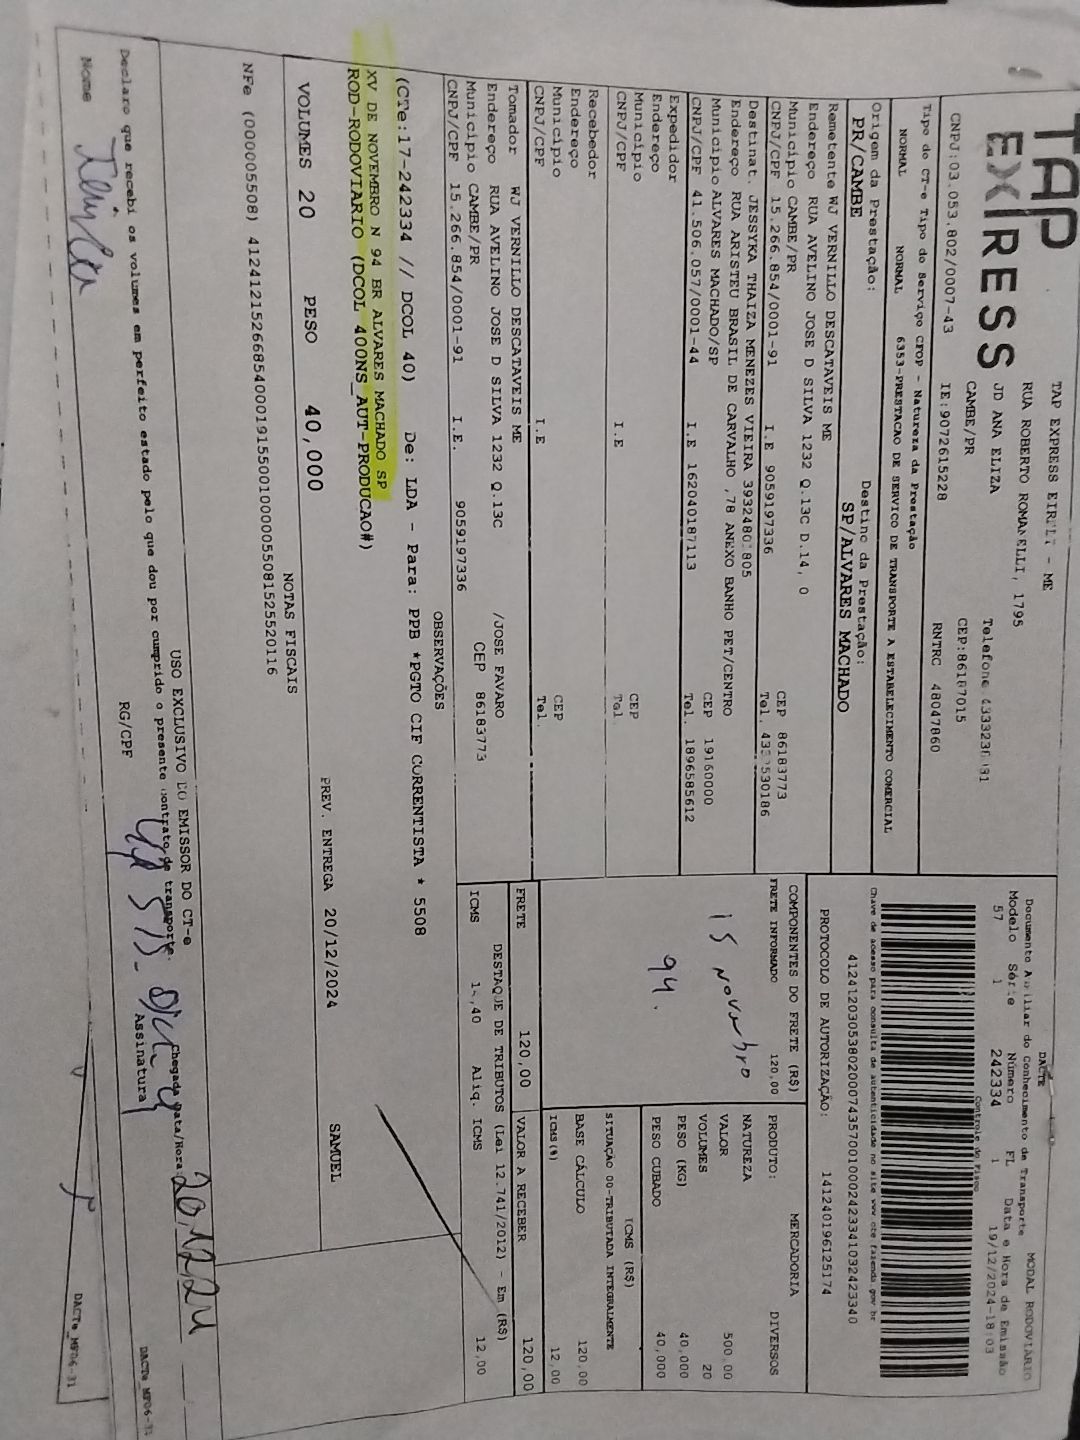 TAP
EXPRESS
TAP EXPRESS EIRELI - ME
RUA ROBERTO ROMANELLI, 1795
JD ANA ELIZA
CAMBE/PR
CEP:86187015
CNPJ:03.053.802/0007-43
IE:9072615228
RNTRC 48047860
DACTE
Documento Auxiliar do Conhecimento de Transporte
MODAL RODOVIÁRIO
Modelo Série Número FL Data e Hora de Emissão
57 1 242334 1 19/12/2024-18:03
Controle do Fisco
Tipo do CT-e Tipo do Serviço CFOP - Natureza da Prestação
NORMAL NORMAL 6353-PRESTACAO DE SERVICO DE TRANSPORTE A ESTABELECIMENTO COMERCIAL
Chave de acesso para consulta de autenticidade no site www.cte.fazenda.gov.br
Origem da Prestação: Destino da Prestação:
PR/CAMBE SP/ALVARES MACHADO
PROTOCOLO DE AUTORIZAÇÃO: 141240196125174
Remetente WJ VERNILLO DESCATAVEIS ME
Endereço RUA AVELINO JOSE D SILVA 1232 Q.13C D.14, 0
Município CAMBE/PR CEP 86183773
CNPJ/CPF 15.266.854/0001-91 I.E 9059197336
Destinat. JESSYKA THAIZA MENEZES VIEIRA
Endereço RUA ARISTEU BRASIL DE CARVALHO ,78 ANEXO BANHO PET/CENTRO
Município ALVARES MACHADO/SP CEP 19160000
CNPJ/CPF 41.506.057/0001-44 I.E 162040187113 Tel. 1896585612
Expedidor
Endereço
Município CEP
CNPJ/CPF I.E Tel
Recebedor
Endereço
Município CEP
CNPJ/CPF I.E Tel.
Tomador WJ VERNILLO DESCATAVEIS ME
Endereço RUA AVELINO JOSE D SILVA 1232 Q.13C /JOSE FAVARO
Município CAMBE/PR CEP 86183773
CNPJ/CPF 15.266.854/0001-91 I.E. 9059197336
COMPONENTES DO FRETE (R$)
FRETE INFORMADO 120,00
15 novembro
94.
PRODUTO: MERCADORIA DIVERSOS
NATUREZA
VALOR 500,00
VOLUMES 20
PESO (KG) 40,000
PESO CUBADO 40,000
ICMS (R$)
SITUAÇÃO 00-TRIBUTADA INTEGRALMENTE
BASE CÁLCULO 120,00
ICMS(%) 12,00
FRETE 120,00 VALOR A RECEBER 120,00
DESTAQUE DE TRIBUTOS (Lei 12.741/2012) - Em (R$)
ICMS Aliq. ICMS 12,00
OBSERVAÇÕES
(CTe:17-242334 // DCOL 40) De: LDA - Para: PPB *PGTO CIF CORRENTISTA * 5508
XV DE NOVEMBRO N 94 BR ALVARES MACHADO SP
ROD-RODOVIARIO (DCOL 400NS_AUT-PRODUCAO#)
VOLUMES 20 PESO 40,000 PREV. ENTREGA 20/12/2024 SAMUEL
NOTAS FISCAIS
NFe (000005508) 41241215266854000191550010000055081525520116
USO EXCLUSIVO DO EMISSOR DO CT-e
Declaro que recebi os volumes em perfeito estado pelo que dou por cumprido o presente contrato de transporte.
Nome RG/CPF Assinatura Chegada Data/Hora 20/12/24
DACTe_MF06-31
DACTe_MF06-31